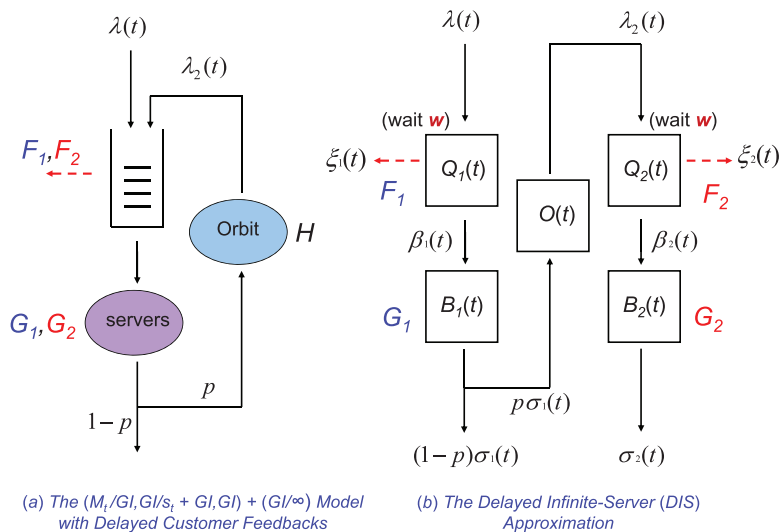 λ(t)
λ₂(t)
F₁,F₂
Orbit
H
G₁,G₂
servers
p
1−p
(a) The (Mₜ/GI,GI/sₜ + GI,GI) + (GI/∞) Model
with Delayed Customer Feedbacks
λ(t)
λ₂(t)
(wait w)
(wait w)
ξ₁(t)
Q₁(t)
Q₂(t)
ξ₂(t)
F₁
O(t)
F₂
β₁(t)
β₂(t)
G₁
B₁(t)
B₂(t)
G₂
pσ₁(t)
(1−p)σ₁(t)
σ₂(t)
(b) The Delayed Infinite-Server (DIS)
Approximation